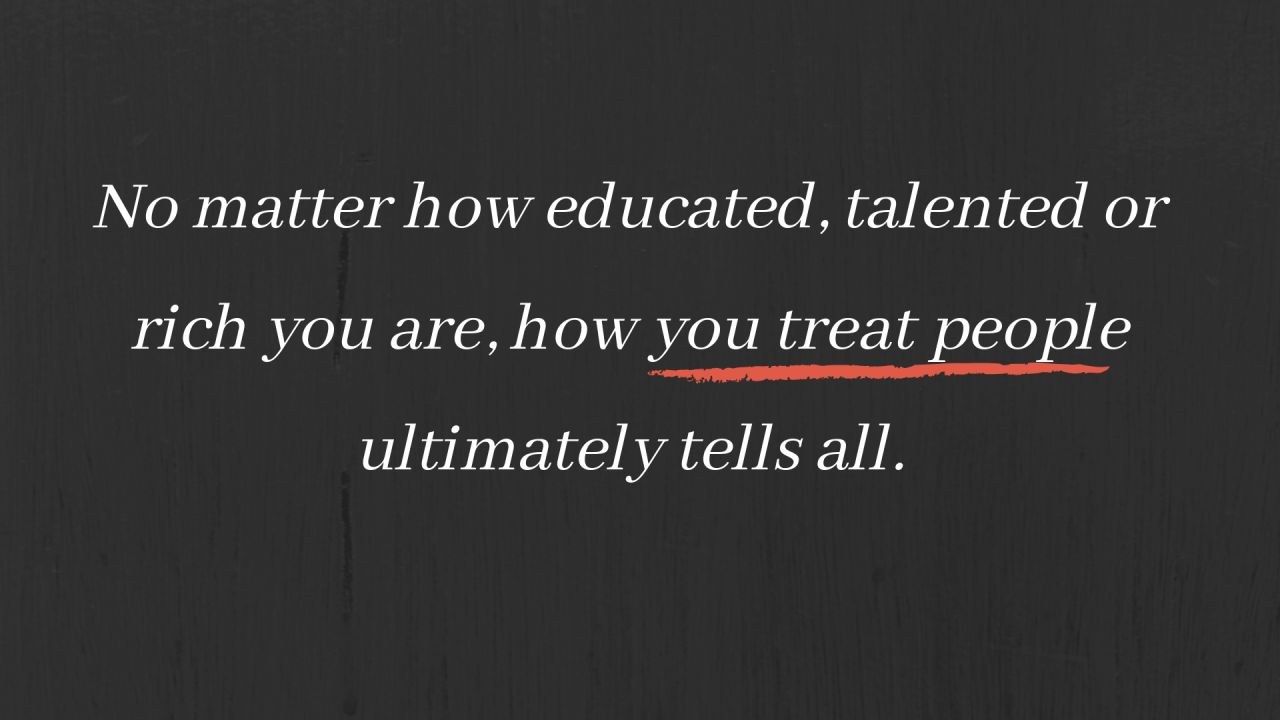 No matter how educated, talented or
rich you are, how you treat people
ultimately tells all.